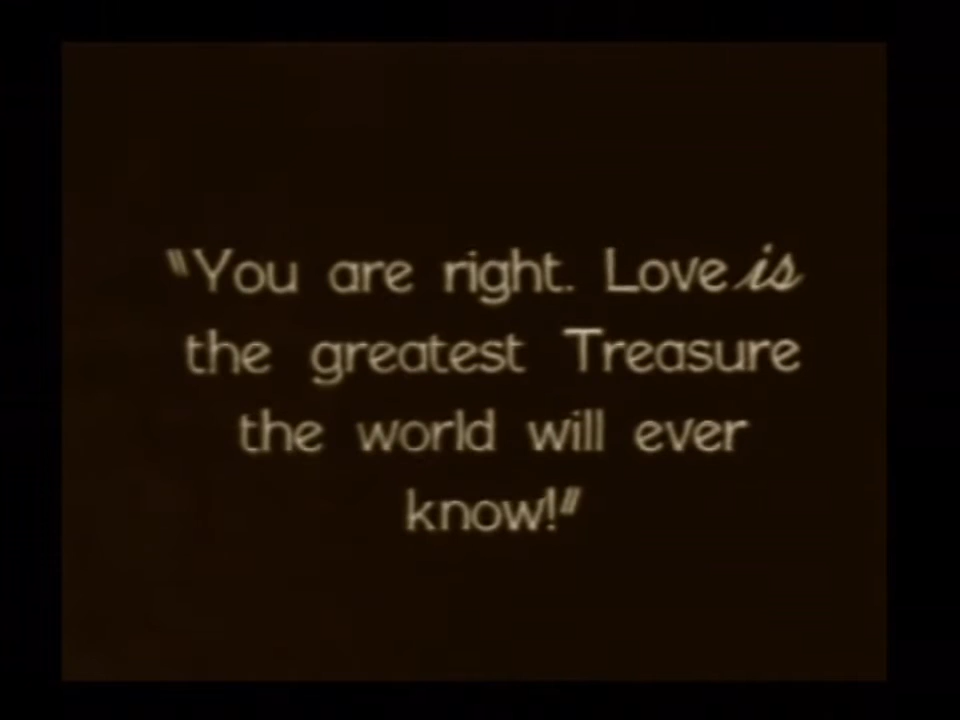 "You are right. Love is
the greatest Treasure
the world will ever
know!"